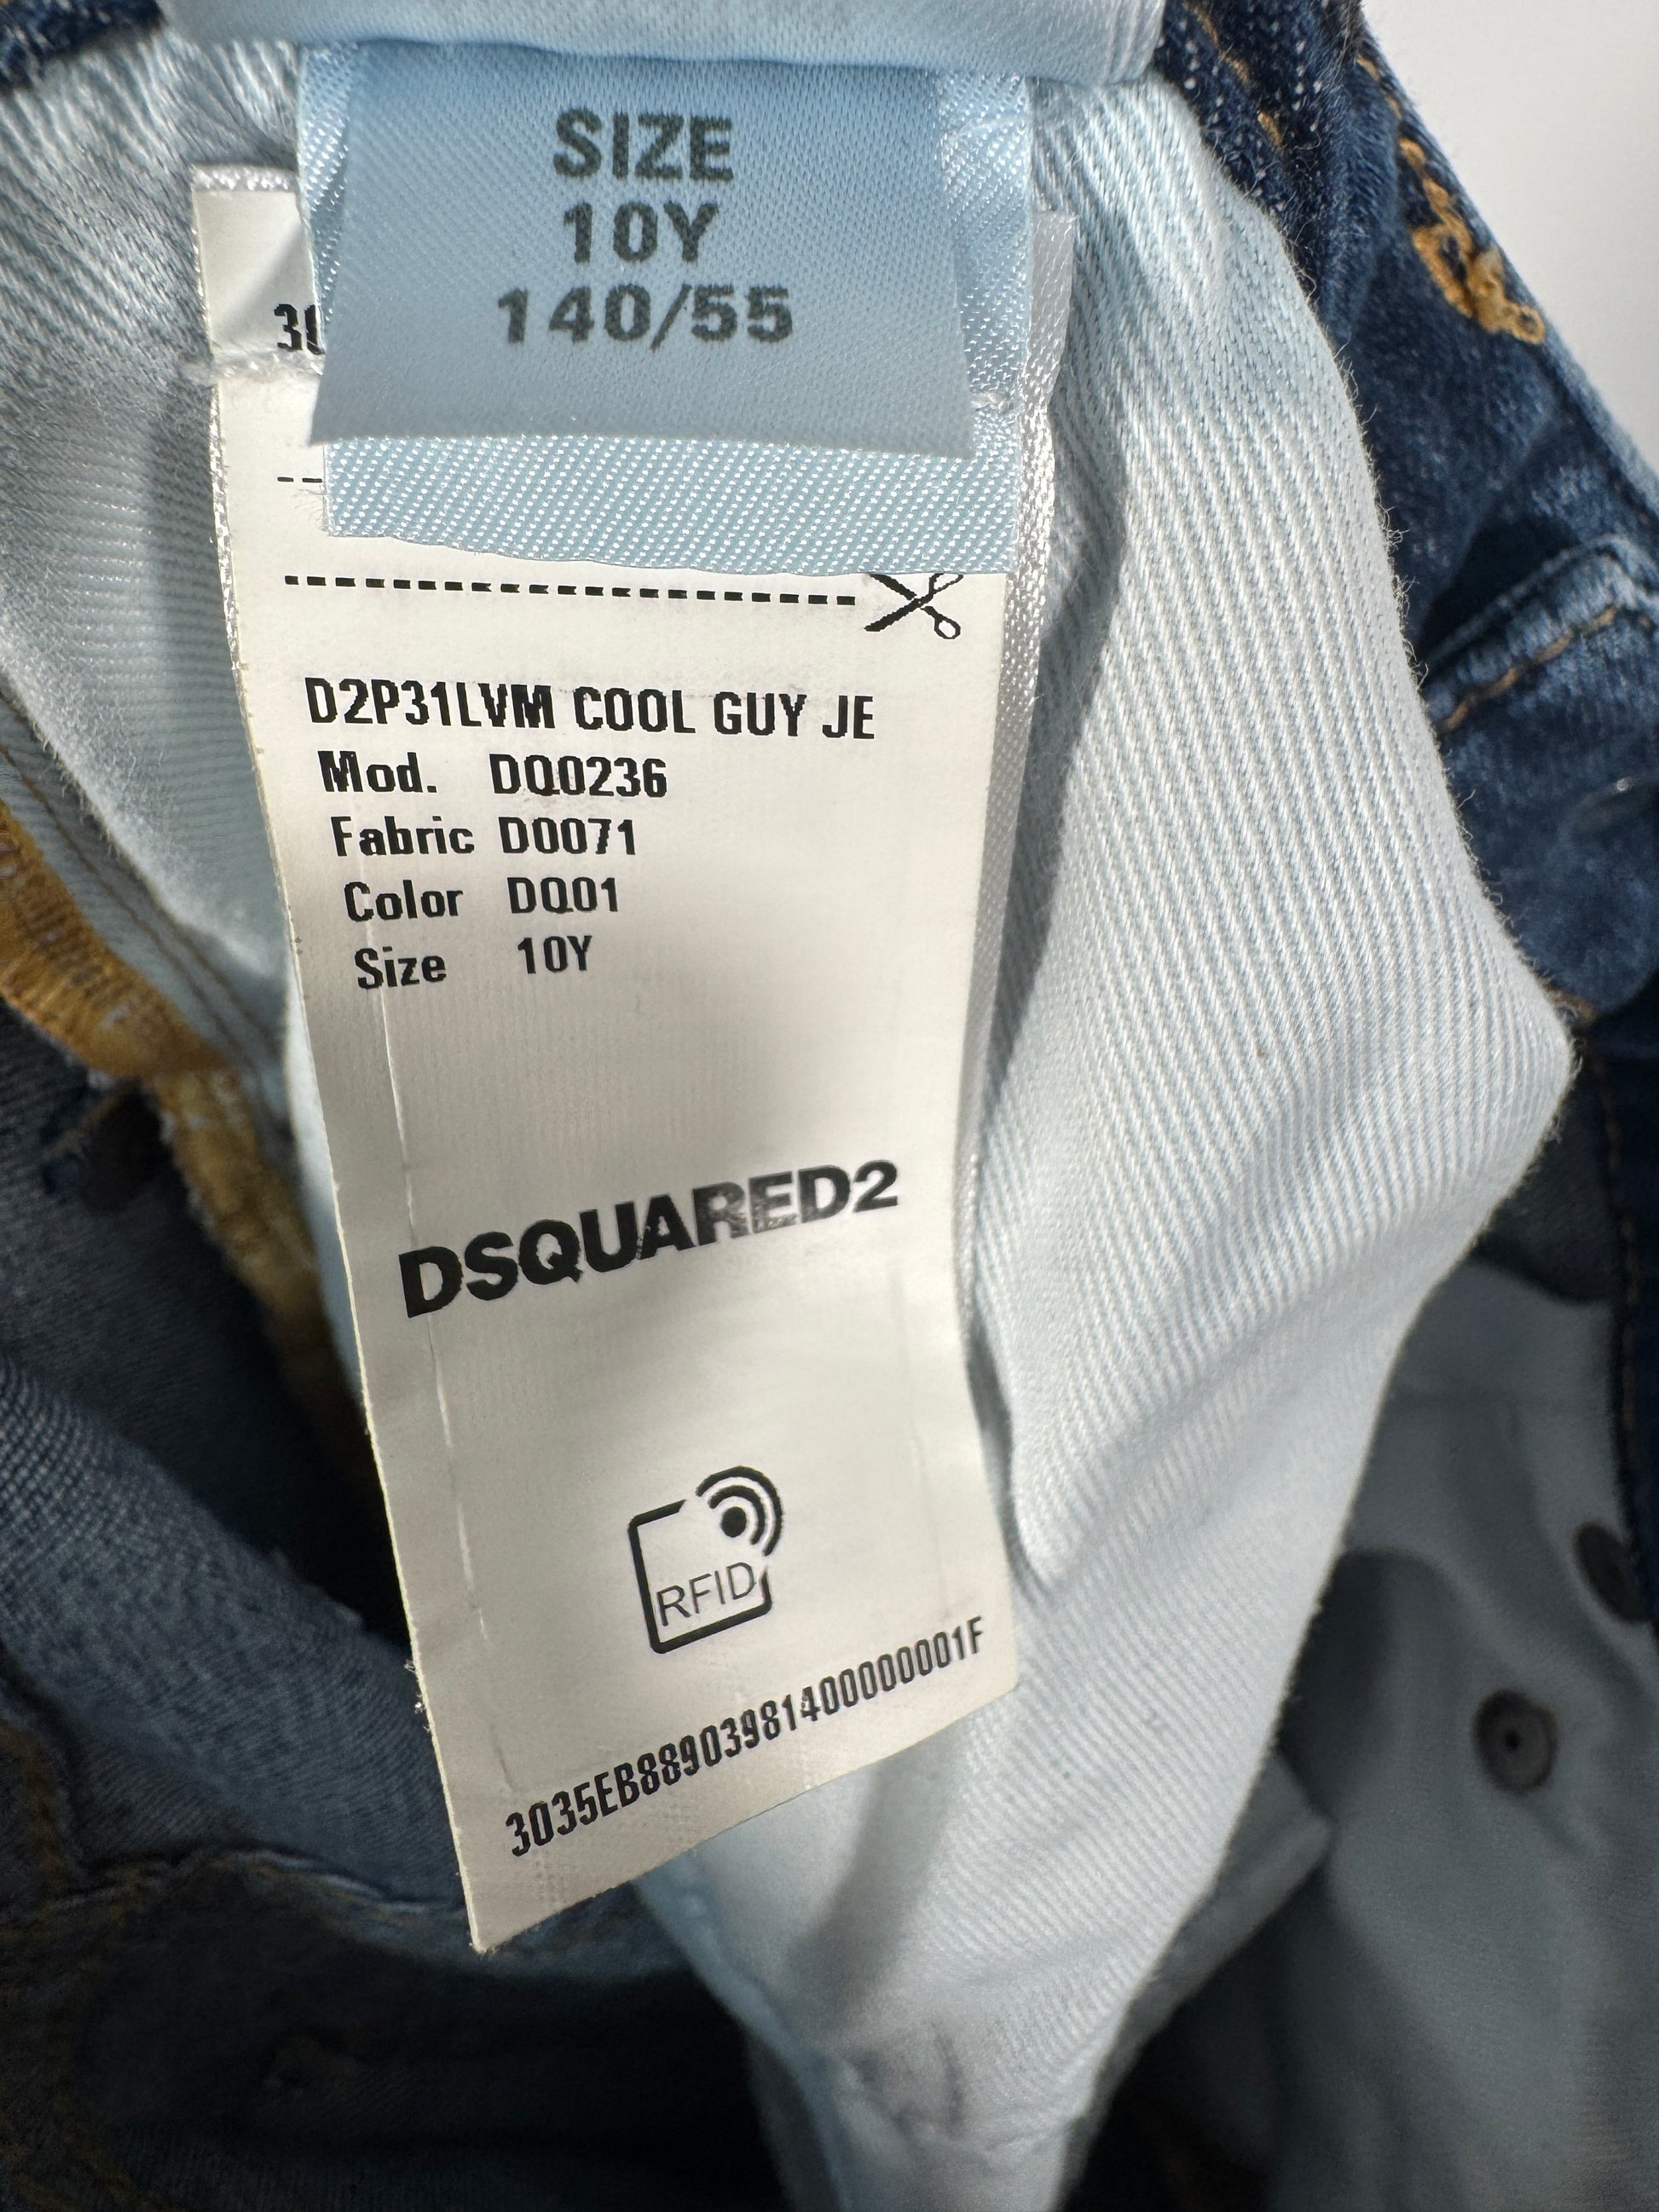 SIZE
10Y
140/55
D2P31LVM COOL GUY JE
Mod. DQ0236
Fabric D0071
Color DQ01
Size 10Y
DSQUARED2
RFID
3035EB889039814000000001F